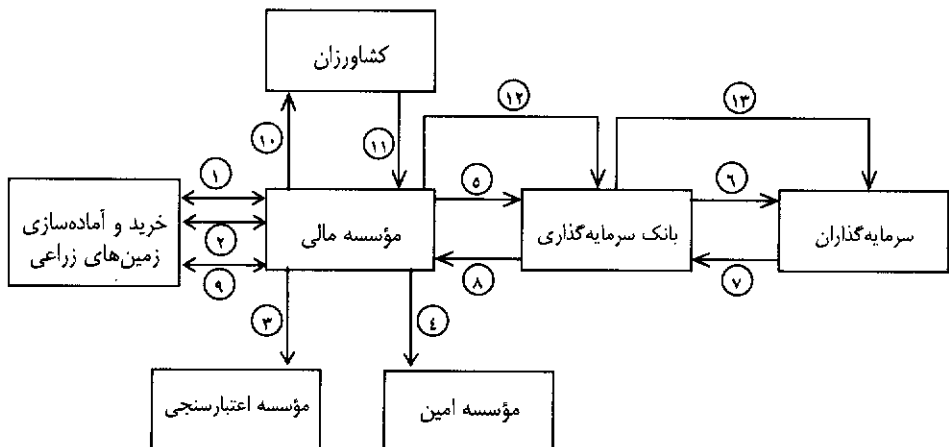 کشاورزان
۱۲
۱۳
۱۰
۱۱
۱
۵
۶
خرید و آماده‌سازی
زمین‌های زراعی
۲
مؤسسه مالی
بانک سرمایه‌گذاری
سرمایه‌گذاران
۹
۸
۷
۳
۴
مؤسسه اعتبارسنجی
مؤسسه امین